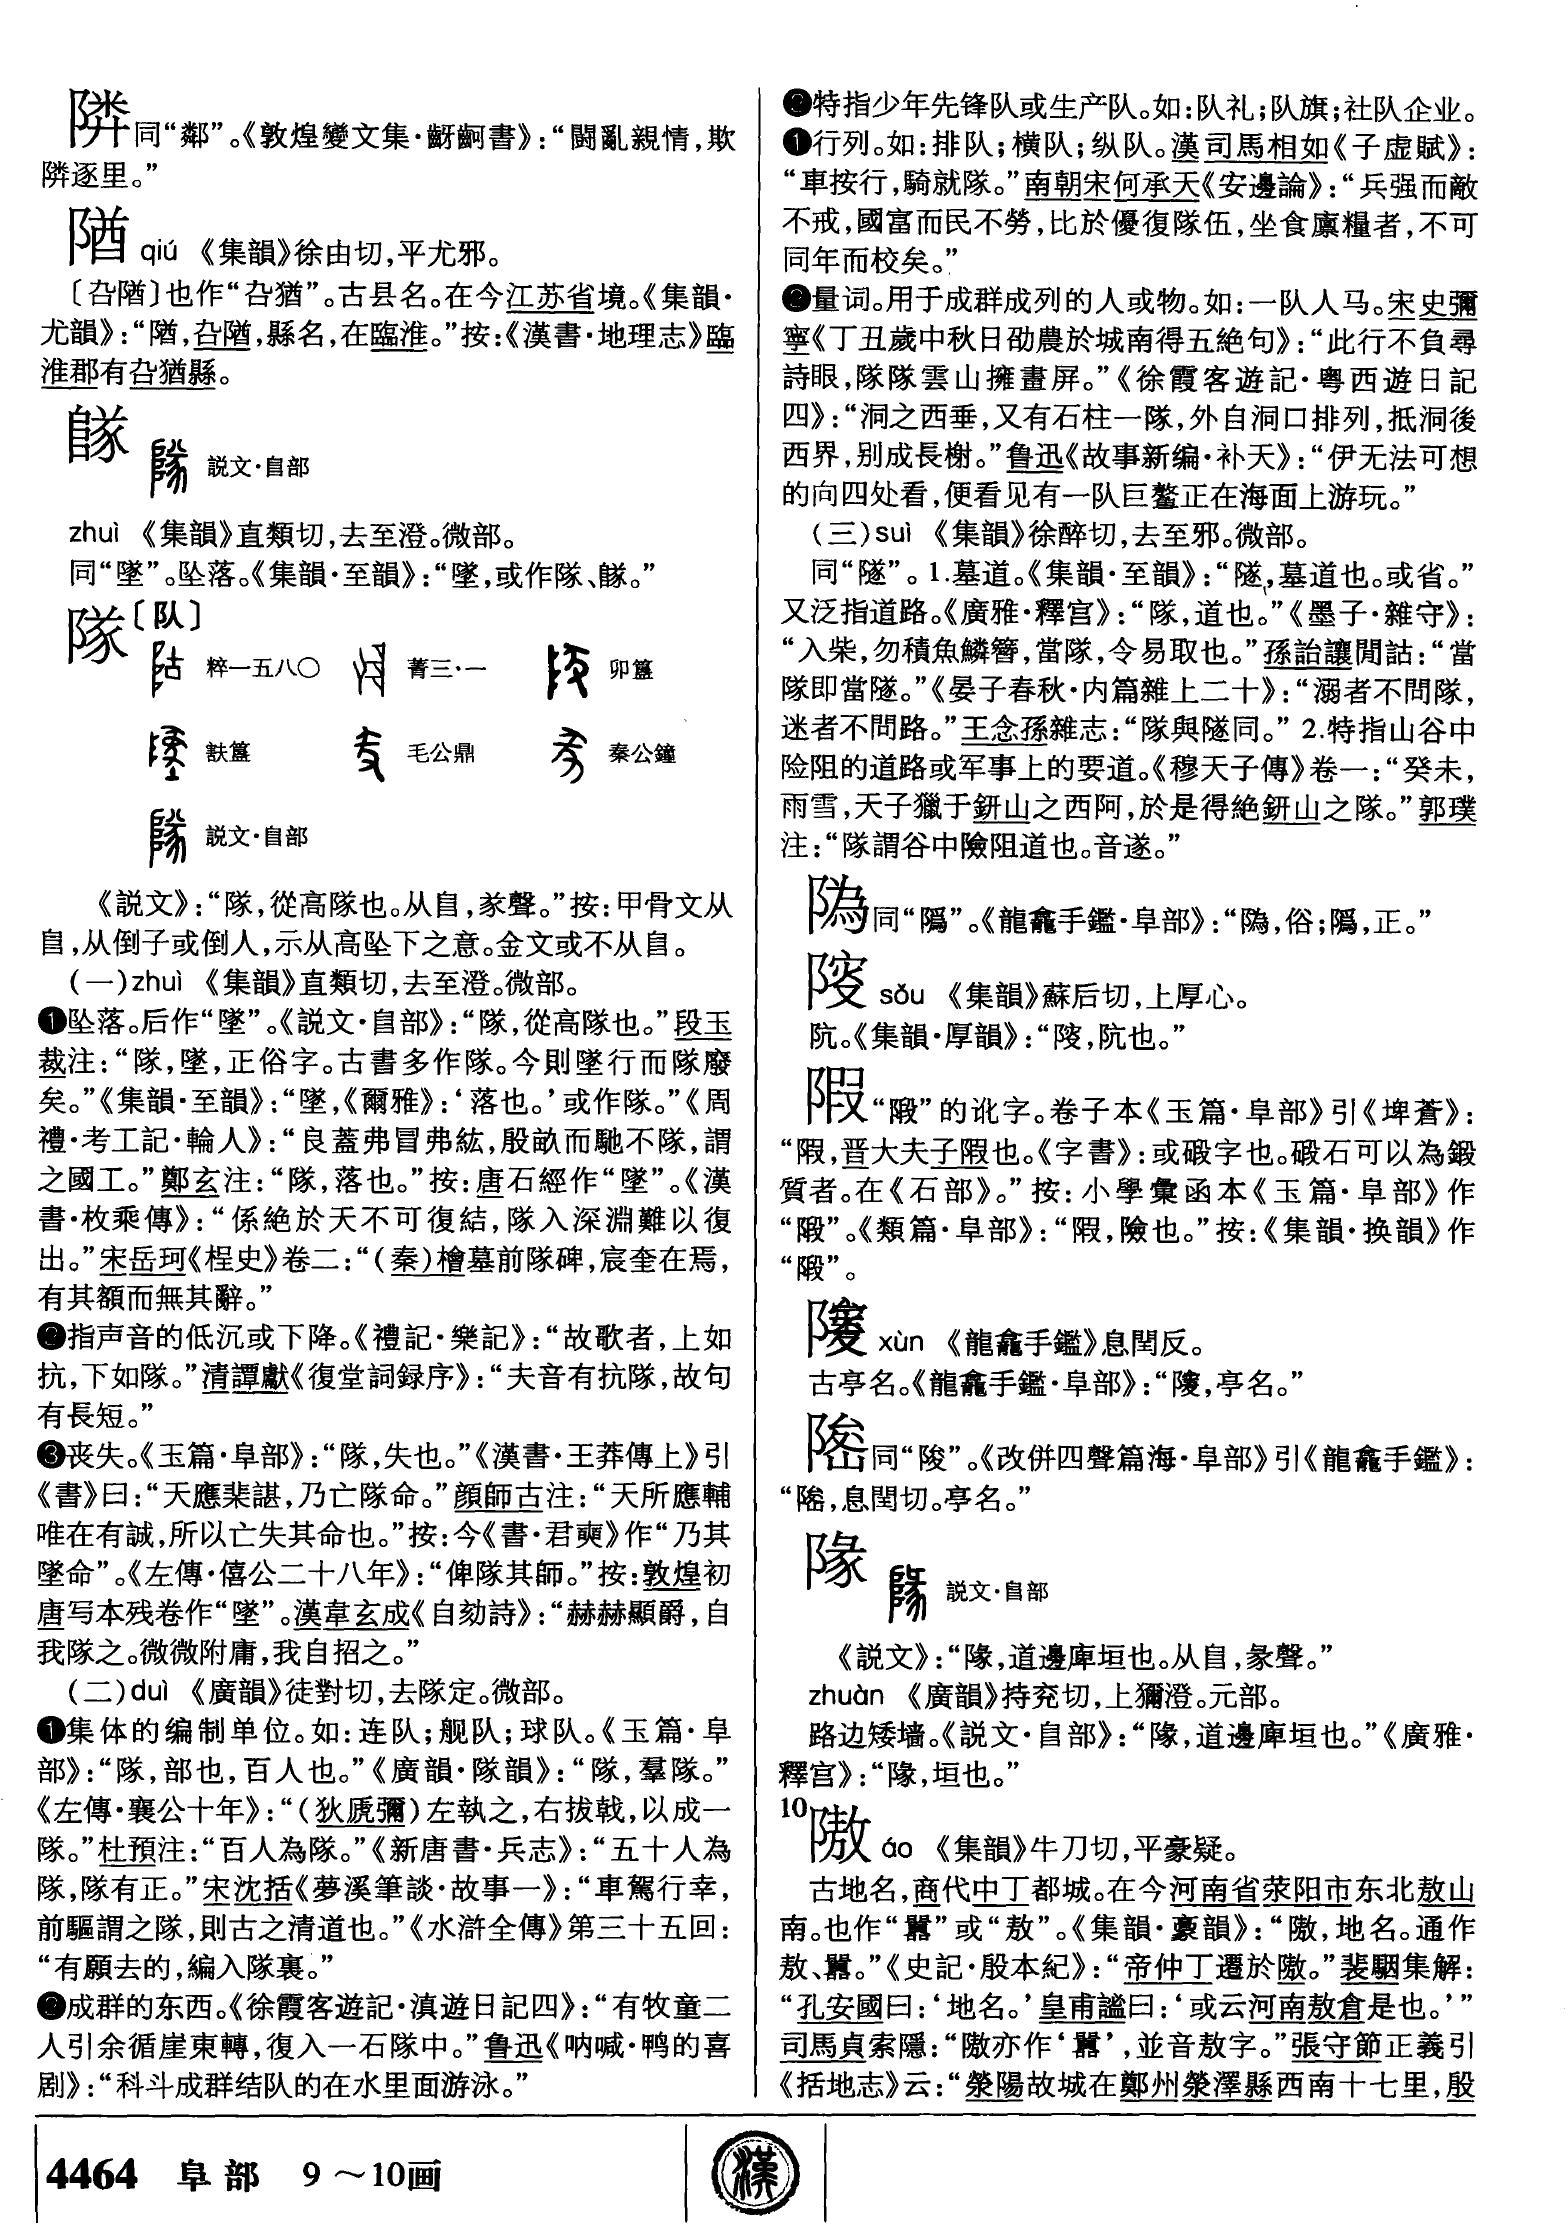 隣同“鄰”。《敦煌變文集·齖䶗書》：“鬪亂親情，欺
隣逐里。”
䧝 qiú 《集韻》徐由切，平尤邪。
〔厹䧝〕也作“厹猶”。古县名。在今江苏省境。《集韻·
尤韻》：“䧝，厹䧝，縣名，在臨淮。”按：《漢書·地理志》臨
淮郡有厹猶縣。
説文·𨸏部
zhuì 《集韻》直類切，去至澄。微部。
同“墜”。坠落。《集韻·至韻》：“墜，或作隊、𨽵。”
隊〔队〕
粹一五八〇 菁三·一 卯簋
㝬簋 毛公鼎 秦公鐘
説文·𨸏部
《説文》：“隊，從高隊也。从𨸏，㒸聲。”按：甲骨文从
𨸏，从倒子或倒人，示从高坠下之意。金文或不从𨸏。
（一）zhuì 《集韻》直類切，去至澄。微部。
❶坠落。后作“墜”。《説文·𨸏部》：“隊，從高隊也。”段玉
裁注：“隊，墜，正俗字。古書多作隊。今則墜行而隊廢
矣。”《集韻·至韻》：“墜，《爾雅》：‘落也。’或作隊。”《周
禮·考工記·輪人》：“良蓋弗冒弗紘，殷畝而馳不隊，謂
之國工。”鄭玄注：“隊，落也。”按：唐石經作“墜”。《漢
書·枚乘傳》：“係絶於天不可復結，隊入深淵難以復
出。”宋岳珂《桯史》卷二：“（秦）檜墓前隊碑，宸奎在焉，
有其額而無其辭。”
❷指声音的低沉或下降。《禮記·樂記》：“故歌者，上如
抗，下如隊。”清譚獻《復堂詞録序》：“夫音有抗隊，故句
有長短。”
❸丧失。《玉篇·阜部》：“隊，失也。”《漢書·王莽傳上》引
《書》曰：“天應棐諶，乃亡隊命。”顔師古注：“天所應輔
唯在有誠，所以亡失其命也。”按：今《書·君奭》作“乃其
墜命”。《左傳·僖公二十八年》：“俾隊其師。”按：敦煌初
唐写本残卷作“墜”。漢韋玄成《自劾詩》：“赫赫顯爵，自
我隊之。微微附庸，我自招之。”
（二）duì 《廣韻》徒對切，去隊定。微部。
❶集体的编制单位。如：连队；舰队；球队。《玉篇·阜
部》：“隊，部也，百人也。”《廣韻·隊韻》：“隊，羣隊。”
《左傳·襄公十年》：“（狄虒彌）左執之，右拔戟，以成一
隊。”杜預注：“百人為隊。”《新唐書·兵志》：“五十人為
隊，隊有正。”宋沈括《夢溪筆談·故事一》：“車駕行幸，
前驅謂之隊，則古之清道也。”《水滸全傳》第三十五回：
“有願去的，編入隊裏。”
❷成群的东西。《徐霞客遊記·滇遊日記四》：“有牧童二
人引余循崖東轉，復入一石隊中。”鲁迅《呐喊·鸭的喜
剧》：“科斗成群结队的在水里面游泳。”
❷特指少年先锋队或生产队。如：队礼；队旗；社队企业。
❶行列。如：排队；横队；纵队。漢司馬相如《子虚賦》：
“車按行，騎就隊。”南朝宋何承天《安邊論》：“兵强而敵
不戒，國富而民不勞，比於優復隊伍，坐食廪糧者，不可
同年而校矣。”
❷量词。用于成群成列的人或物。如：一队人马。宋史彌
寧《丁丑歲中秋日劭農於城南得五絶句》：“此行不負尋
詩眼，隊隊雲山擁畫屏。”《徐霞客遊記·粤西遊日記
四》：“洞之西垂，又有石柱一隊，外自洞口排列，抵洞後
西界，别成長榭。”鲁迅《故事新编·补天》：“伊无法可想
的向四处看，便看见有一队巨鳌正在海面上游玩。”
（三）suì 《集韻》徐醉切，去至邪。微部。
同“隧”。1.墓道。《集韻·至韻》：“隧，墓道也。或省。”
又泛指道路。《廣雅·釋宫》：“隊，道也。”《墨子·雜守》：
“入柴，勿積魚鱗簪，當隊，令易取也。”孫詒讓閒詁：“當
隊即當隧。”《晏子春秋·内篇雜上二十》：“溺者不問隊，
迷者不問路。”王念孫雜志：“隊與隧同。” 2.特指山谷中
险阻的道路或军事上的要道。《穆天子傳》卷一：“癸未，
雨雪，天子獵于鈃山之西阿，於是得絶鈃山之隊。”郭璞
注：“隊謂谷中險阻道也。音遂。”
隖同“隝”。《龍龕手鑑·阜部》：“隖，俗；隝，正。”
sǒu 《集韻》蘇后切，上厚心。
阬。《集韻·厚韻》：“䧟，阬也。”
“碫”的讹字。卷子本《玉篇·阜部》引《埤蒼》：
“𨺲，晋大夫子𨺲也。《字書》：或碫字也。碫石可以為鍛
質者。在《石部》。”按：小學彙函本《玉篇·阜部》作
“𨻚”。《類篇·阜部》：“𨺲，險也。”按：《集韻·换韻》作
“𨻚”。
xùn 《龍龕手鑑》息閏反。
古亭名。《龍龕手鑑·阜部》：“，亭名。”
同“陖”。《改併四聲篇海·阜部》引《龍龕手鑑》：
“，息閏切。亭名。”
隊 説文·𨸏部
《説文》：“隊，道邊庳垣也。从𨸏，彖聲。”
zhuàn 《廣韻》持兖切，上獮澄。元部。
路边矮墙。《説文·𨸏部》：“隊，道邊庳垣也。”《廣雅·
釋宫》：“隊，垣也。”
10
隞 áo 《集韻》牛刀切，平豪疑。
古地名，商代中丁都城。在今河南省荥阳市东北敖山
南。也作“嚻”或“敖”。《集韻·豪韻》：“隞，地名。通作
敖、嚻。”《史記·殷本紀》：“帝仲丁遷於隞。”裴駰集解：
“孔安國曰：‘地名。’皇甫謐曰：‘或云河南敖倉是也。’”
司馬貞索隱：“隞亦作‘嚻’，並音敖字。”張守節正義引
《括地志》云：“滎陽故城在鄭州滎澤縣西南十七里，殷
4464 阜部 9～10画
漢